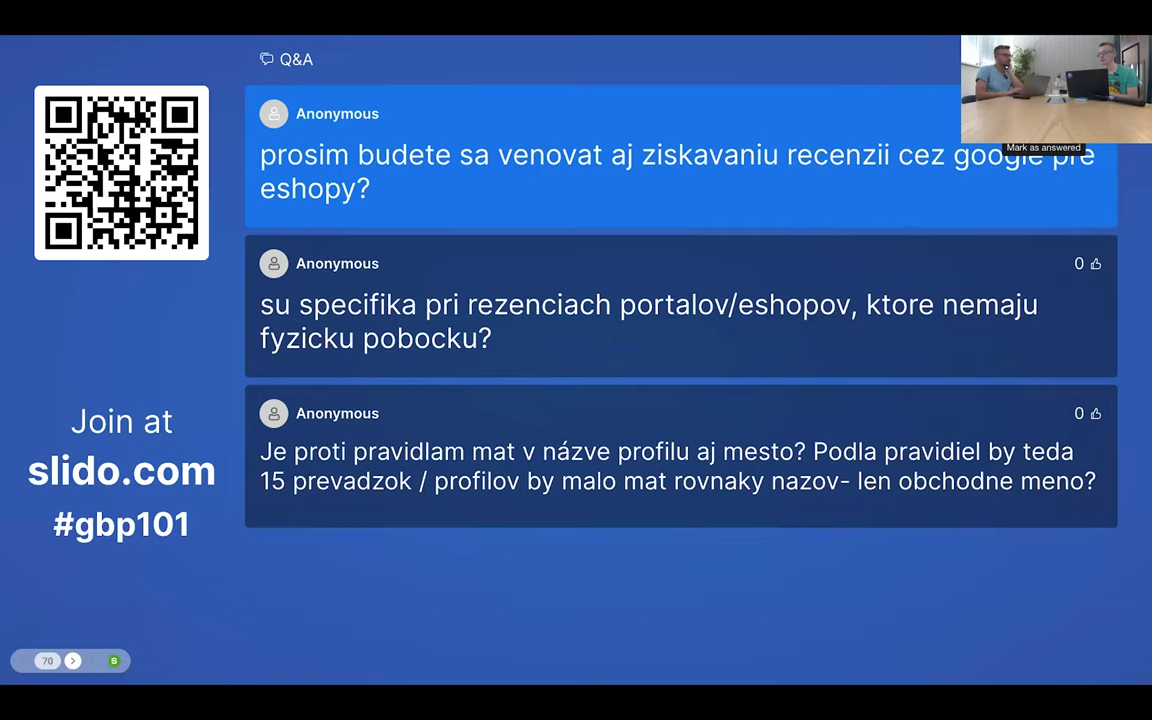 Q&A
Anonymous
Mark as answered
prosim budete sa venovat aj ziskavaniu recenzii cez google pre
eshopy?
Anonymous
0
su specifika pri rezenciach portalov/eshopov, ktore nemaju
fyzicku pobocku?
Anonymous
0
Je proti pravidlam mat v názve profilu aj mesto? Podla pravidiel by teda
15 prevadzok / profilov by malo mat rovnaky nazov- len obchodne meno?
Join at
slido.com
#gbp101
70
S